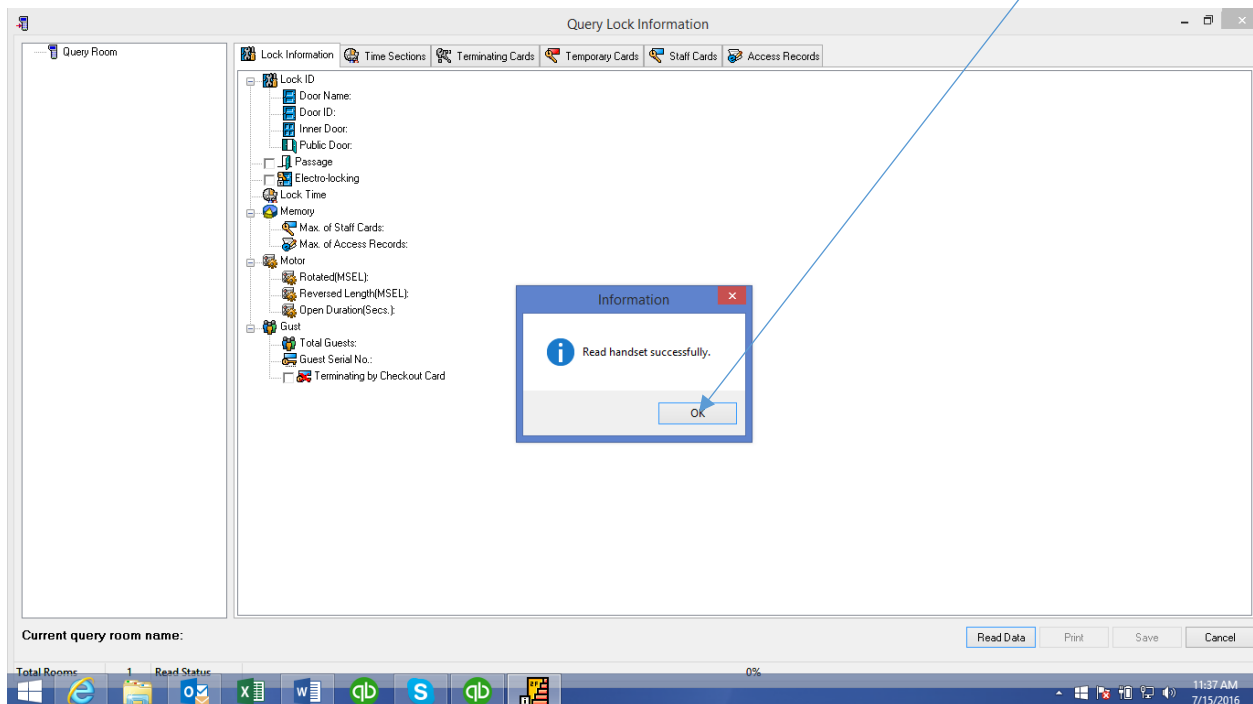 Query Lock Information
Query Room
Lock Information
Time Sections
Terminating Cards
Temporary Cards
Staff Cards
Access Records
Lock ID
Door Name:
Door ID:
Inner Door:
Public Door:
Passage
Electro-locking
Lock Time
Memory
Max. of Staff Cards:
Max. of Access Records:
Motor
Rotated(MSEL):
Reversed Length(MSEL):
Open Duration(Secs.):
Gust
Total Guests:
Guest Serial No.:
Terminating by Checkout Card
Information
Read handset successfully.
OK
Current query room name:
Read Data
Print
Save
Cancel
Total Rooms 1 Read Status 0%
11:37 AM
7/15/2016